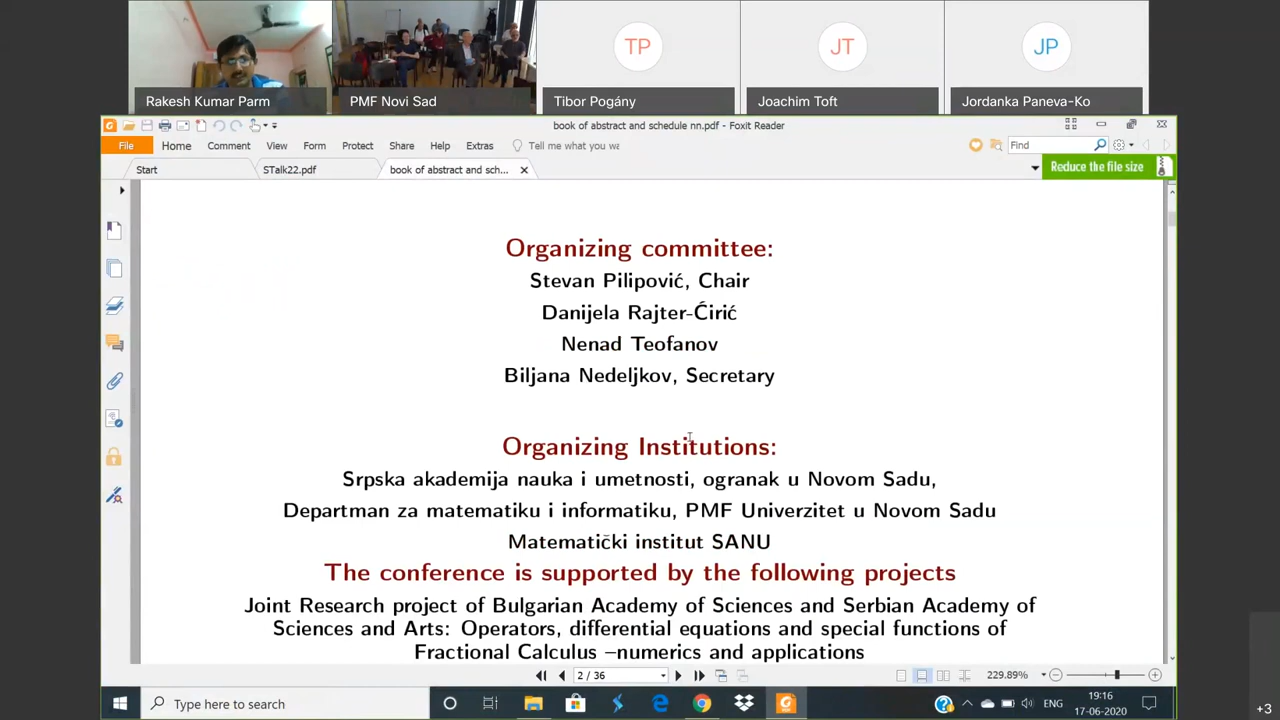 TP
JT
JP
Rakesh Kumar Parm
PMF Novi Sad
Tibor Pogány
Joachim Toft
Jordanka Paneva-Ko
book of abstract and schedule nn.pdf - Foxit Reader
File
Home
Comment
View
Form
Protect
Share
Help
Extras
Tell me what you wa
Find
Start
STalk22.pdf
book of abstract and sch...
Reduce the file size
Organizing committee:
Stevan Pilipović, Chair
Danijela Rajter-Ćirić
Nenad Teofanov
Biljana Nedeljkov, Secretary
Organizing Institutions:
Srpska akademija nauka i umetnosti, ogranak u Novom Sadu,
Departman za matematiku i informatiku, PMF Univerzitet u Novom Sadu
Matematički institut SANU
The conference is supported by the following projects
Joint Research project of Bulgarian Academy of Sciences and Serbian Academy of
Sciences and Arts: Operators, differential equations and special functions of
Fractional Calculus –numerics and applications
2 / 36
229.89%
Type here to search
ENG
19:16
17-06-2020
+3